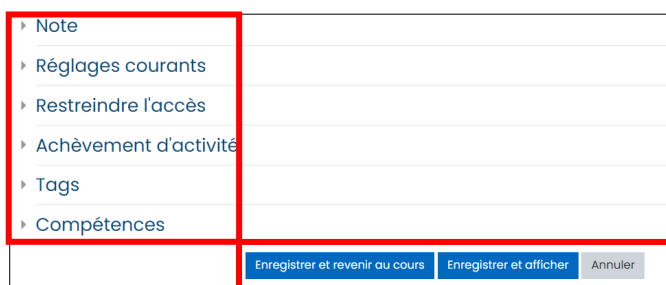 Note
Réglages courants
Restreindre l'accès
Achèvement d'activité
Tags
Compétences
Enregistrer et revenir au cours Enregistrer et afficher Annuler